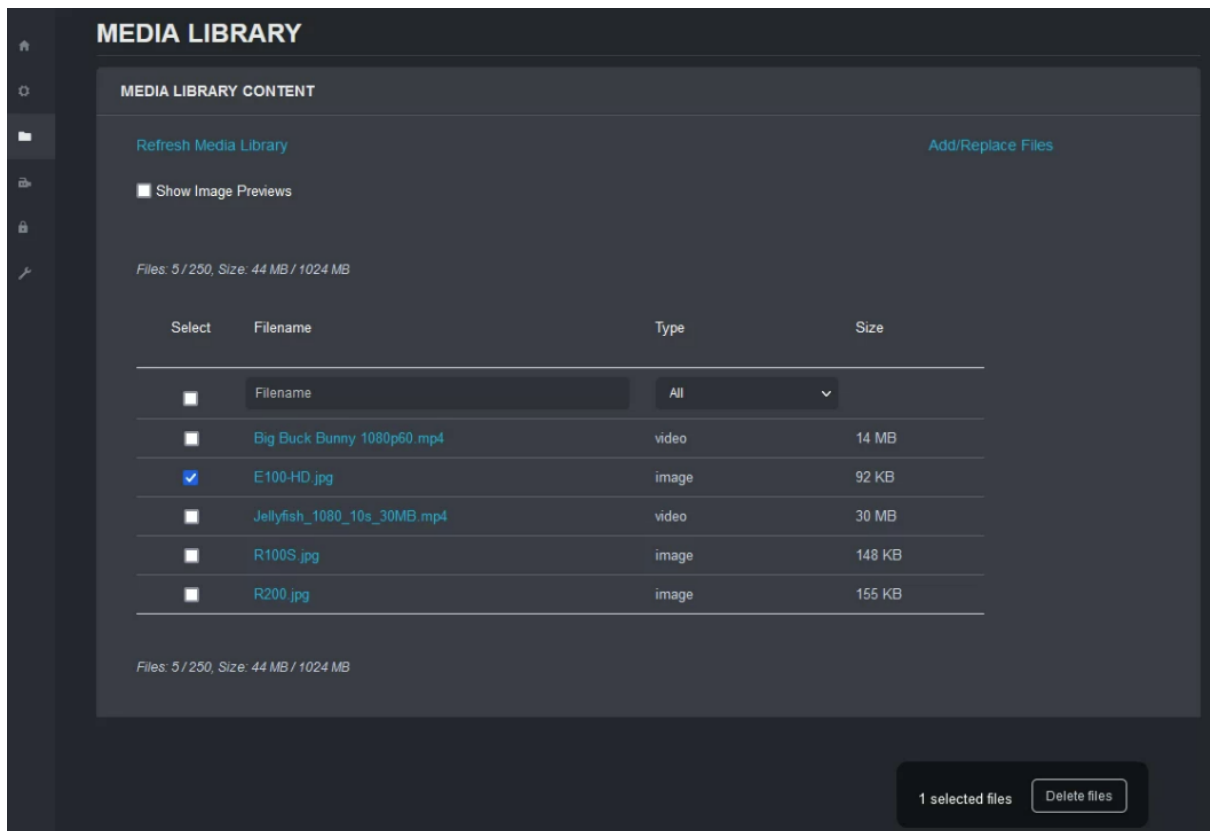 MEDIA LIBRARY
MEDIA LIBRARY CONTENT
Refresh Media Library Add/Replace Files
Show Image Previews
Files: 5 / 250, Size: 44 MB / 1024 MB
Select Filename Type Size
Filename All
Big Buck Bunny 1080p60.mp4 video 14 MB
E100-HD.jpg image 92 KB
Jellyfish_1080_10s_30MB.mp4 video 30 MB
R100S.jpg image 148 KB
R200.jpg image 155 KB
Files: 5 / 250, Size: 44 MB / 1024 MB
1 selected files Delete files